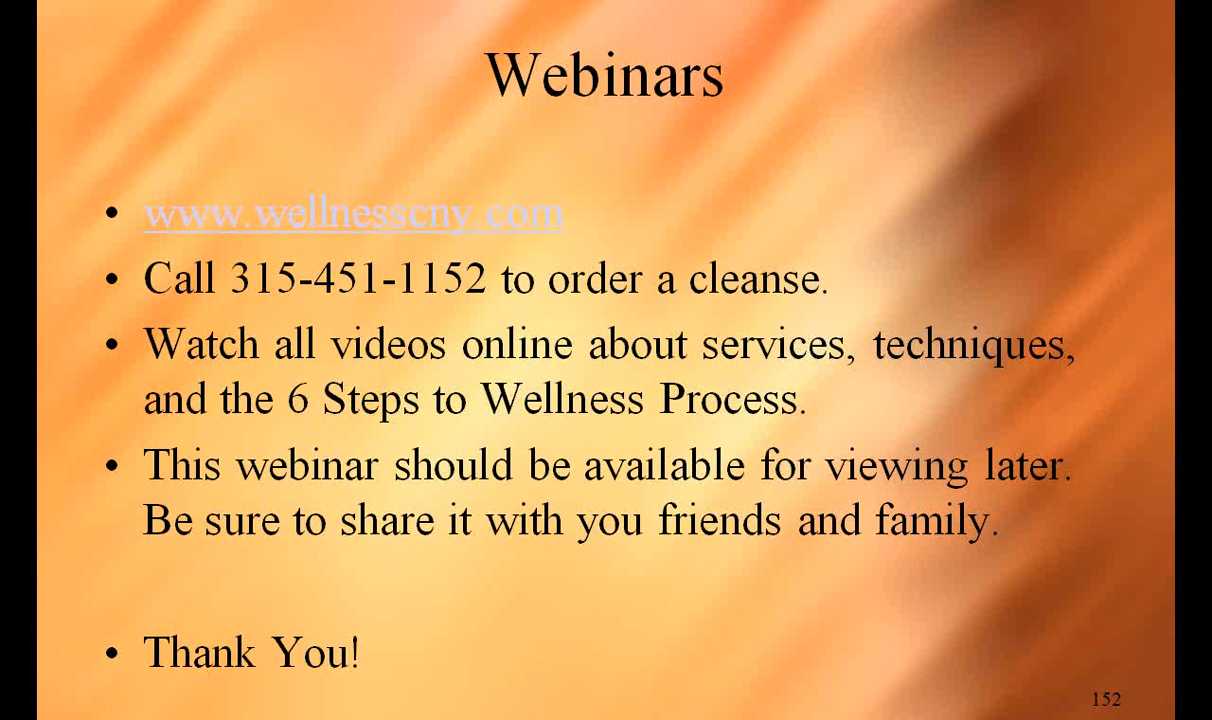 Webinars
• www.wellnesscny.com
• Call 315-451-1152 to order a cleanse.
• Watch all videos online about services, techniques,
and the 6 Steps to Wellness Process.
• This webinar should be available for viewing later.
Be sure to share it with you friends and family.
• Thank You!
152